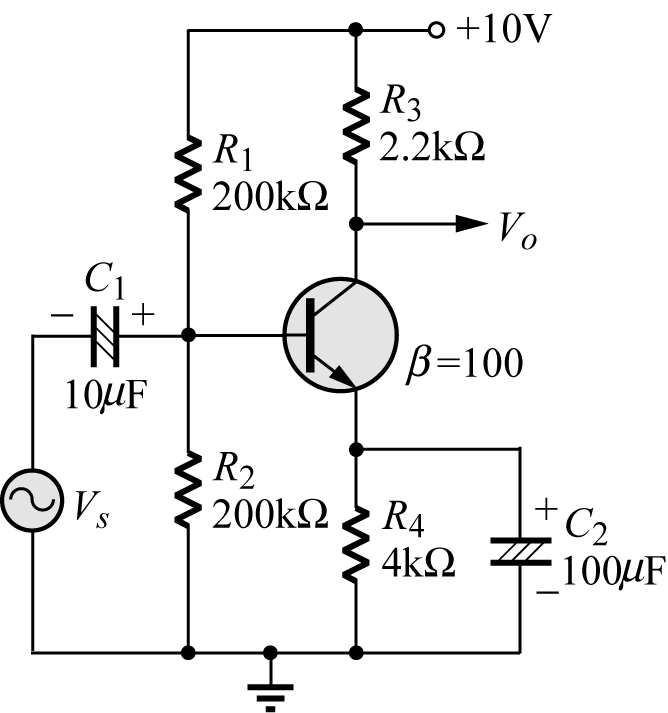 +10V
R3
2.2kΩ
R1
200kΩ
Vo
C1
− +
10μF
β=100
R2
200kΩ
Vs
R4
4kΩ
+
C2
100μF
−